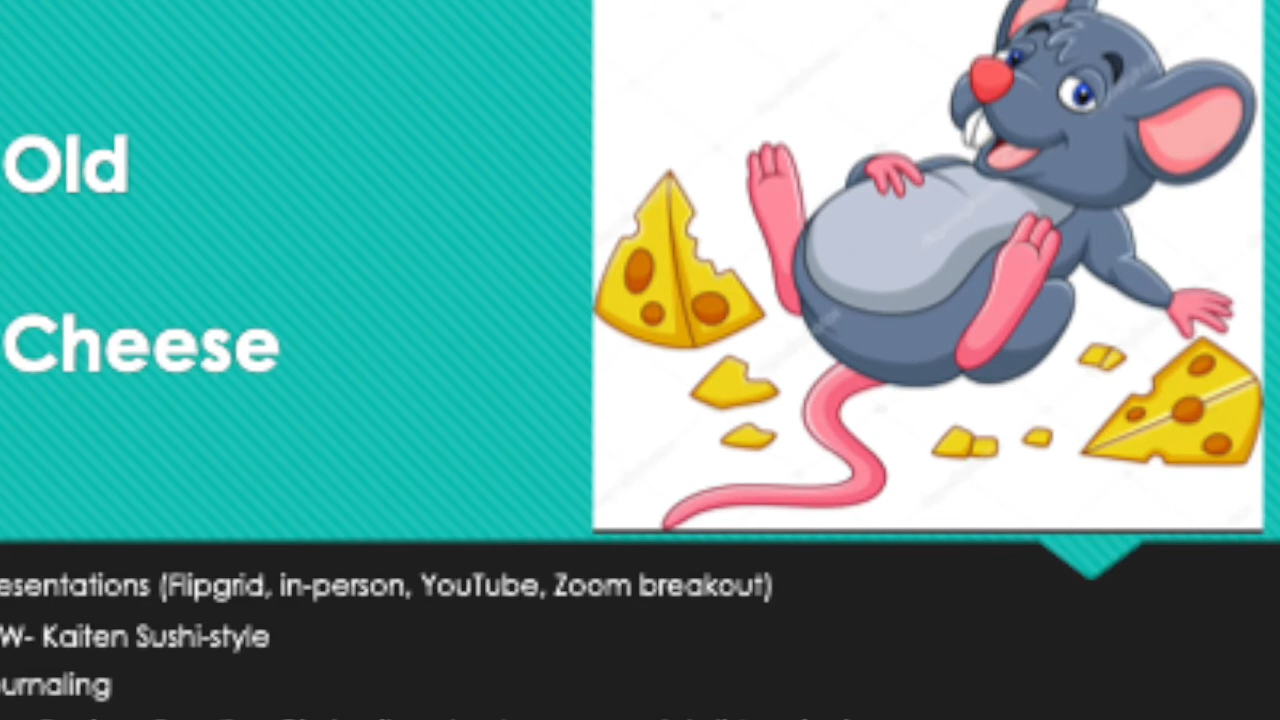 Old
Cheese
esentations (Flipgrid, in-person, YouTube, Zoom breakout)
W- Kaiten Sushi-style
urnaling